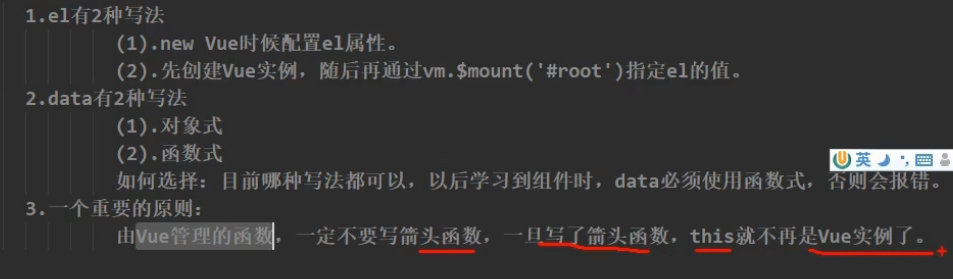 1.el有2种写法
(1).new Vue时候配置el属性。
(2).先创建Vue实例，随后再通过vm.$mount('#root')指定el的值。
2.data有2种写法
(1).对象式
(2).函数式
英
如何选择：目前哪种写法都可以，以后学习到组件时，data必须使用函数式，否则会报错。
3.一个重要的原则：
由Vue管理的函数，一定不要写箭头函数，一旦写了箭头函数，this就不再是Vue实例了。